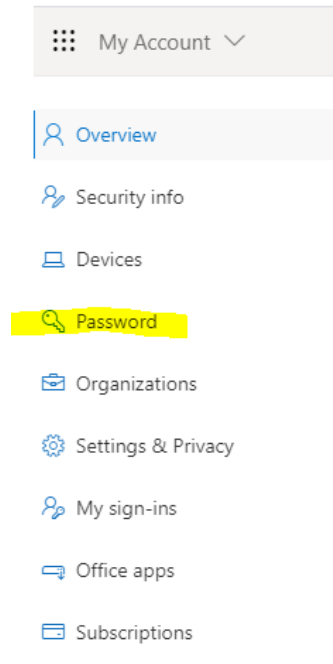 My Account
Overview
Security info
Devices
Password
Organizations
Settings & Privacy
My sign-ins
Office apps
Subscriptions